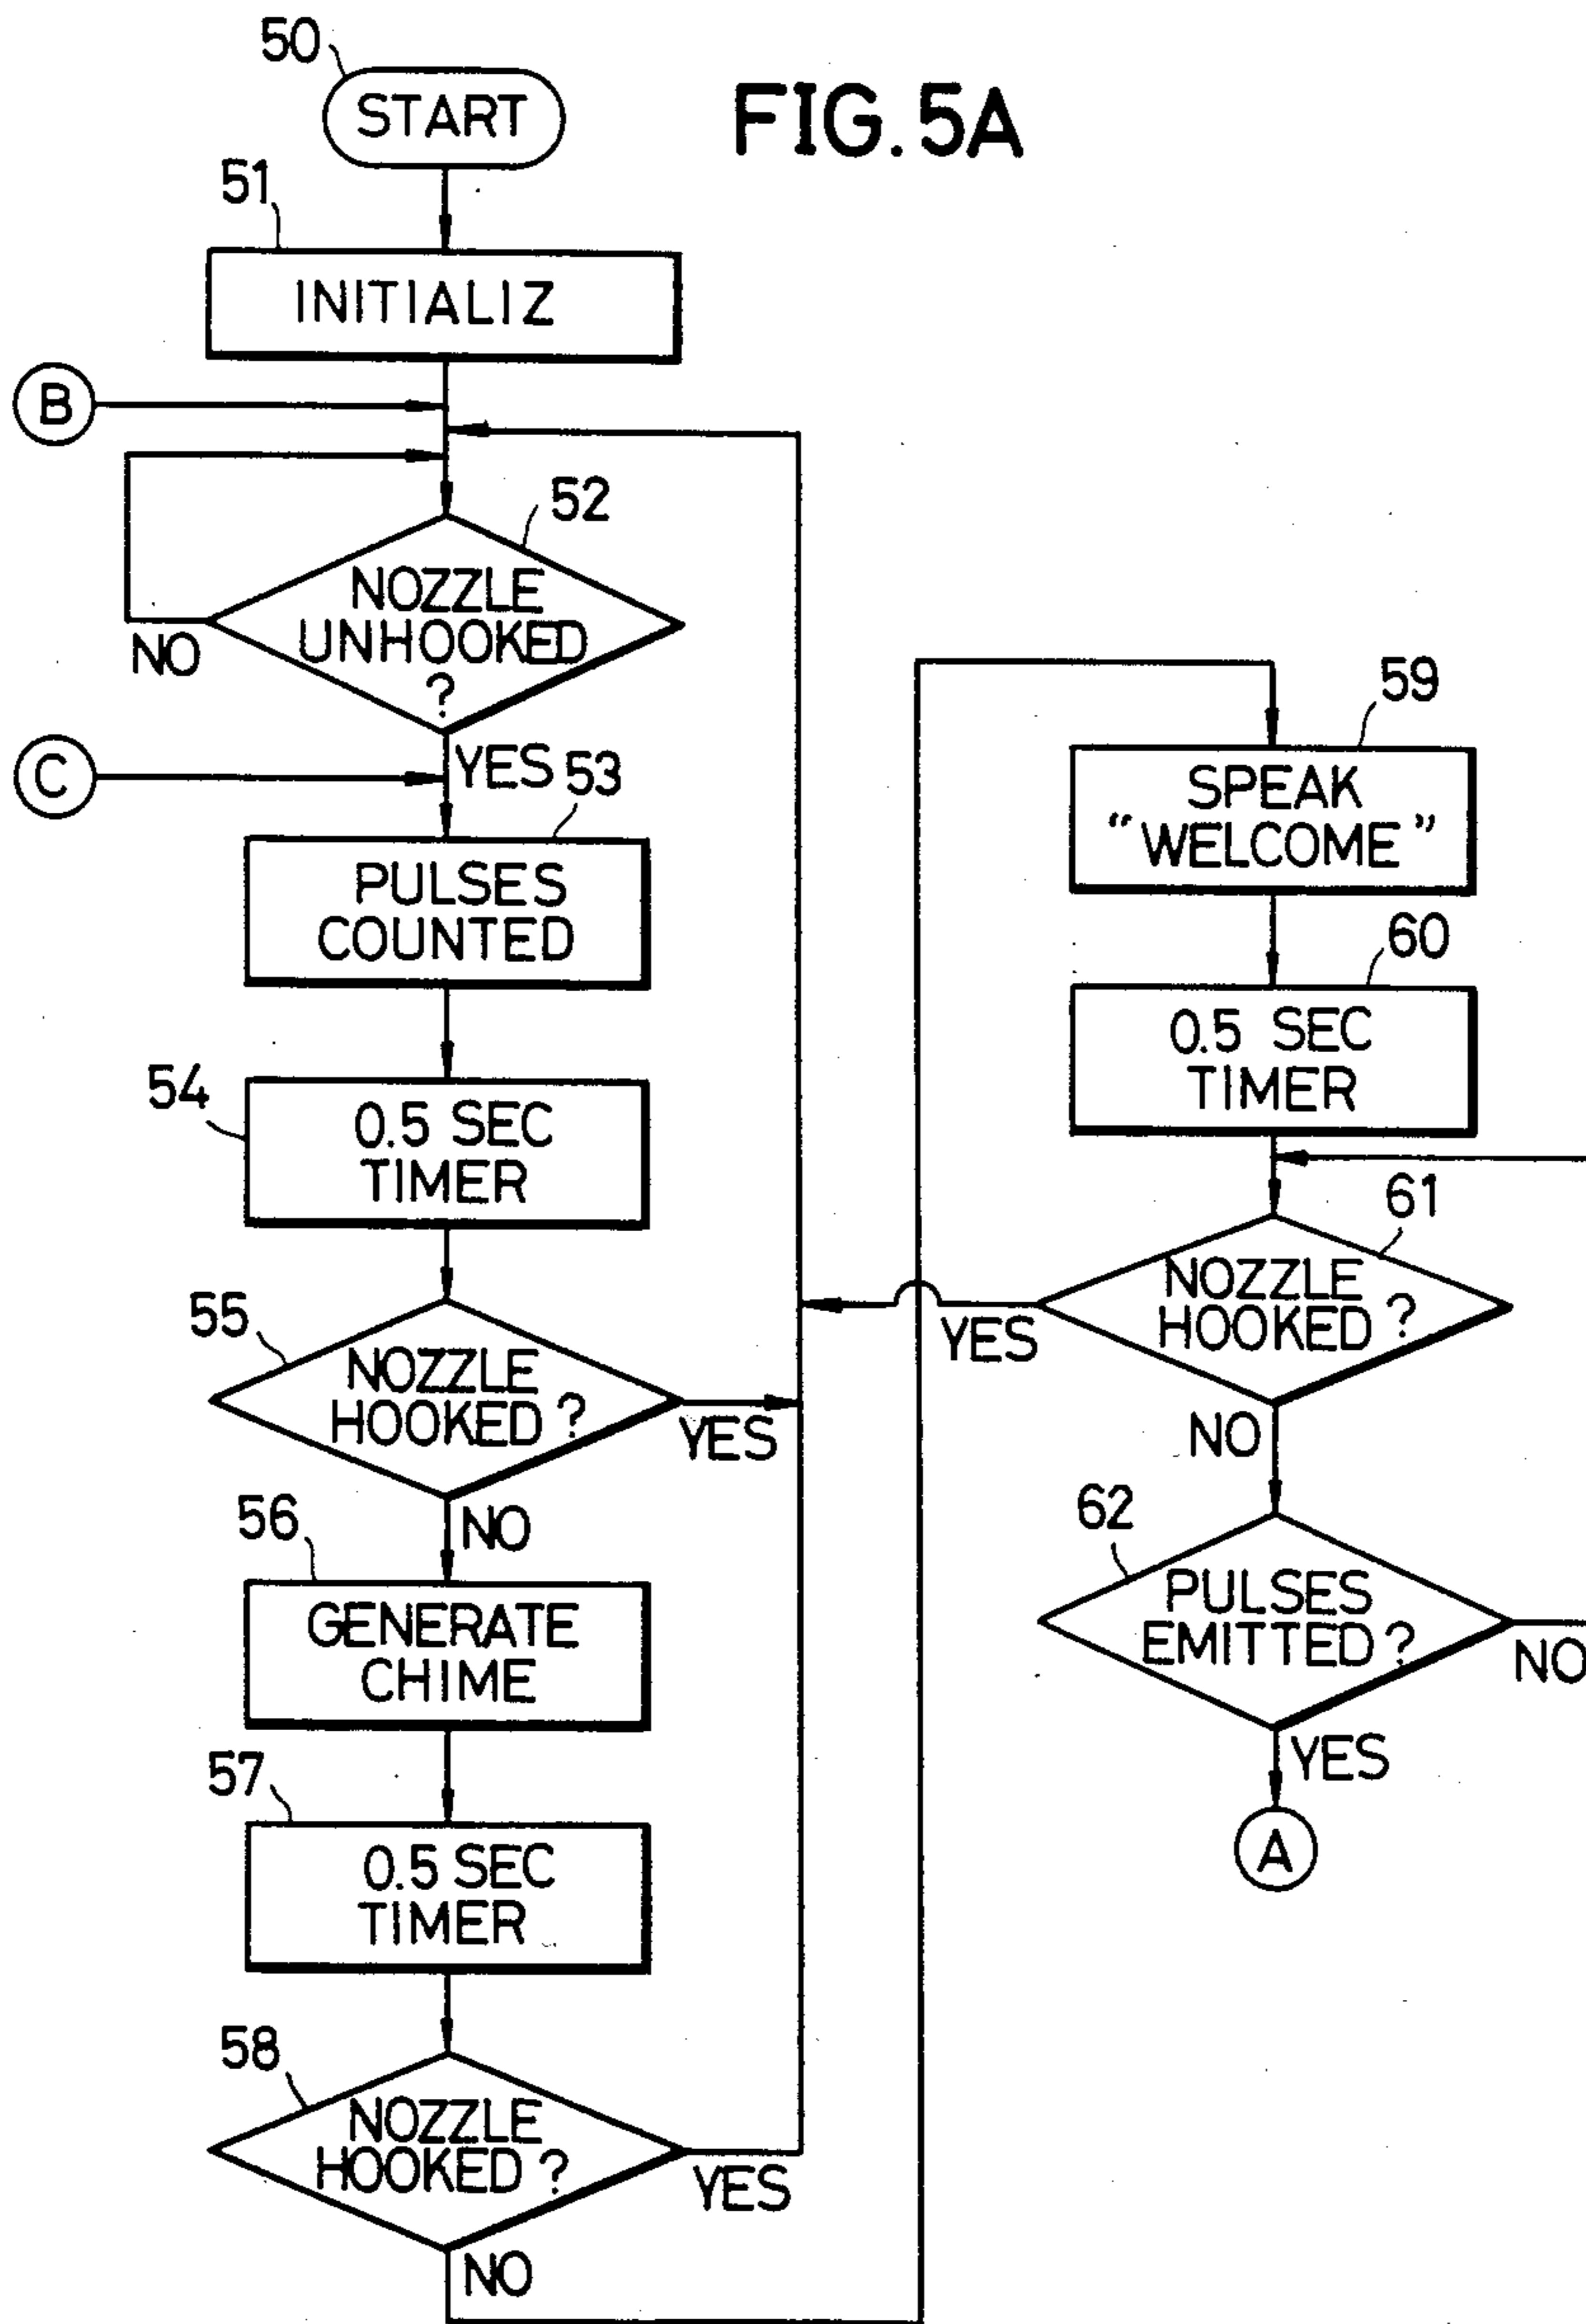 50
START
FIG. 5A
51
INITIALIZ
B
52
NOZZLE
UNHOOKED
?
NO
YES
C
53
PULSES
COUNTED
54
0.5 SEC
TIMER
55
NOZZLE
HOOKED ?
YES
NO
56
GENERATE
CHIME
57
0.5 SEC
TIMER
58
NOZZLE
HOOKED ?
YES
NO
59
SPEAK
“WELCOME”
60
0.5 SEC
TIMER
61
NOZZLE
HOOKED ?
YES
NO
62
PULSES
EMITTED ?
NO
YES
A